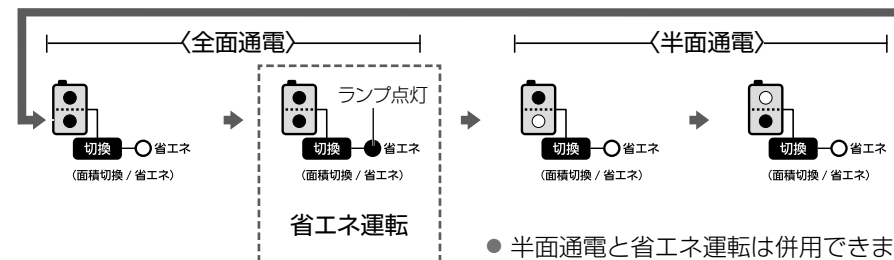 〈全面通電〉 〈半面通電〉
ランプ点灯
切換 省エネ 切換 省エネ 切換 省エネ 切換 省エネ
(面積切換 / 省エネ) (面積切換 / 省エネ) (面積切換 / 省エネ) (面積切換 / 省エネ)
省エネ運転
● 半面通電と省エネ運転は併用できま